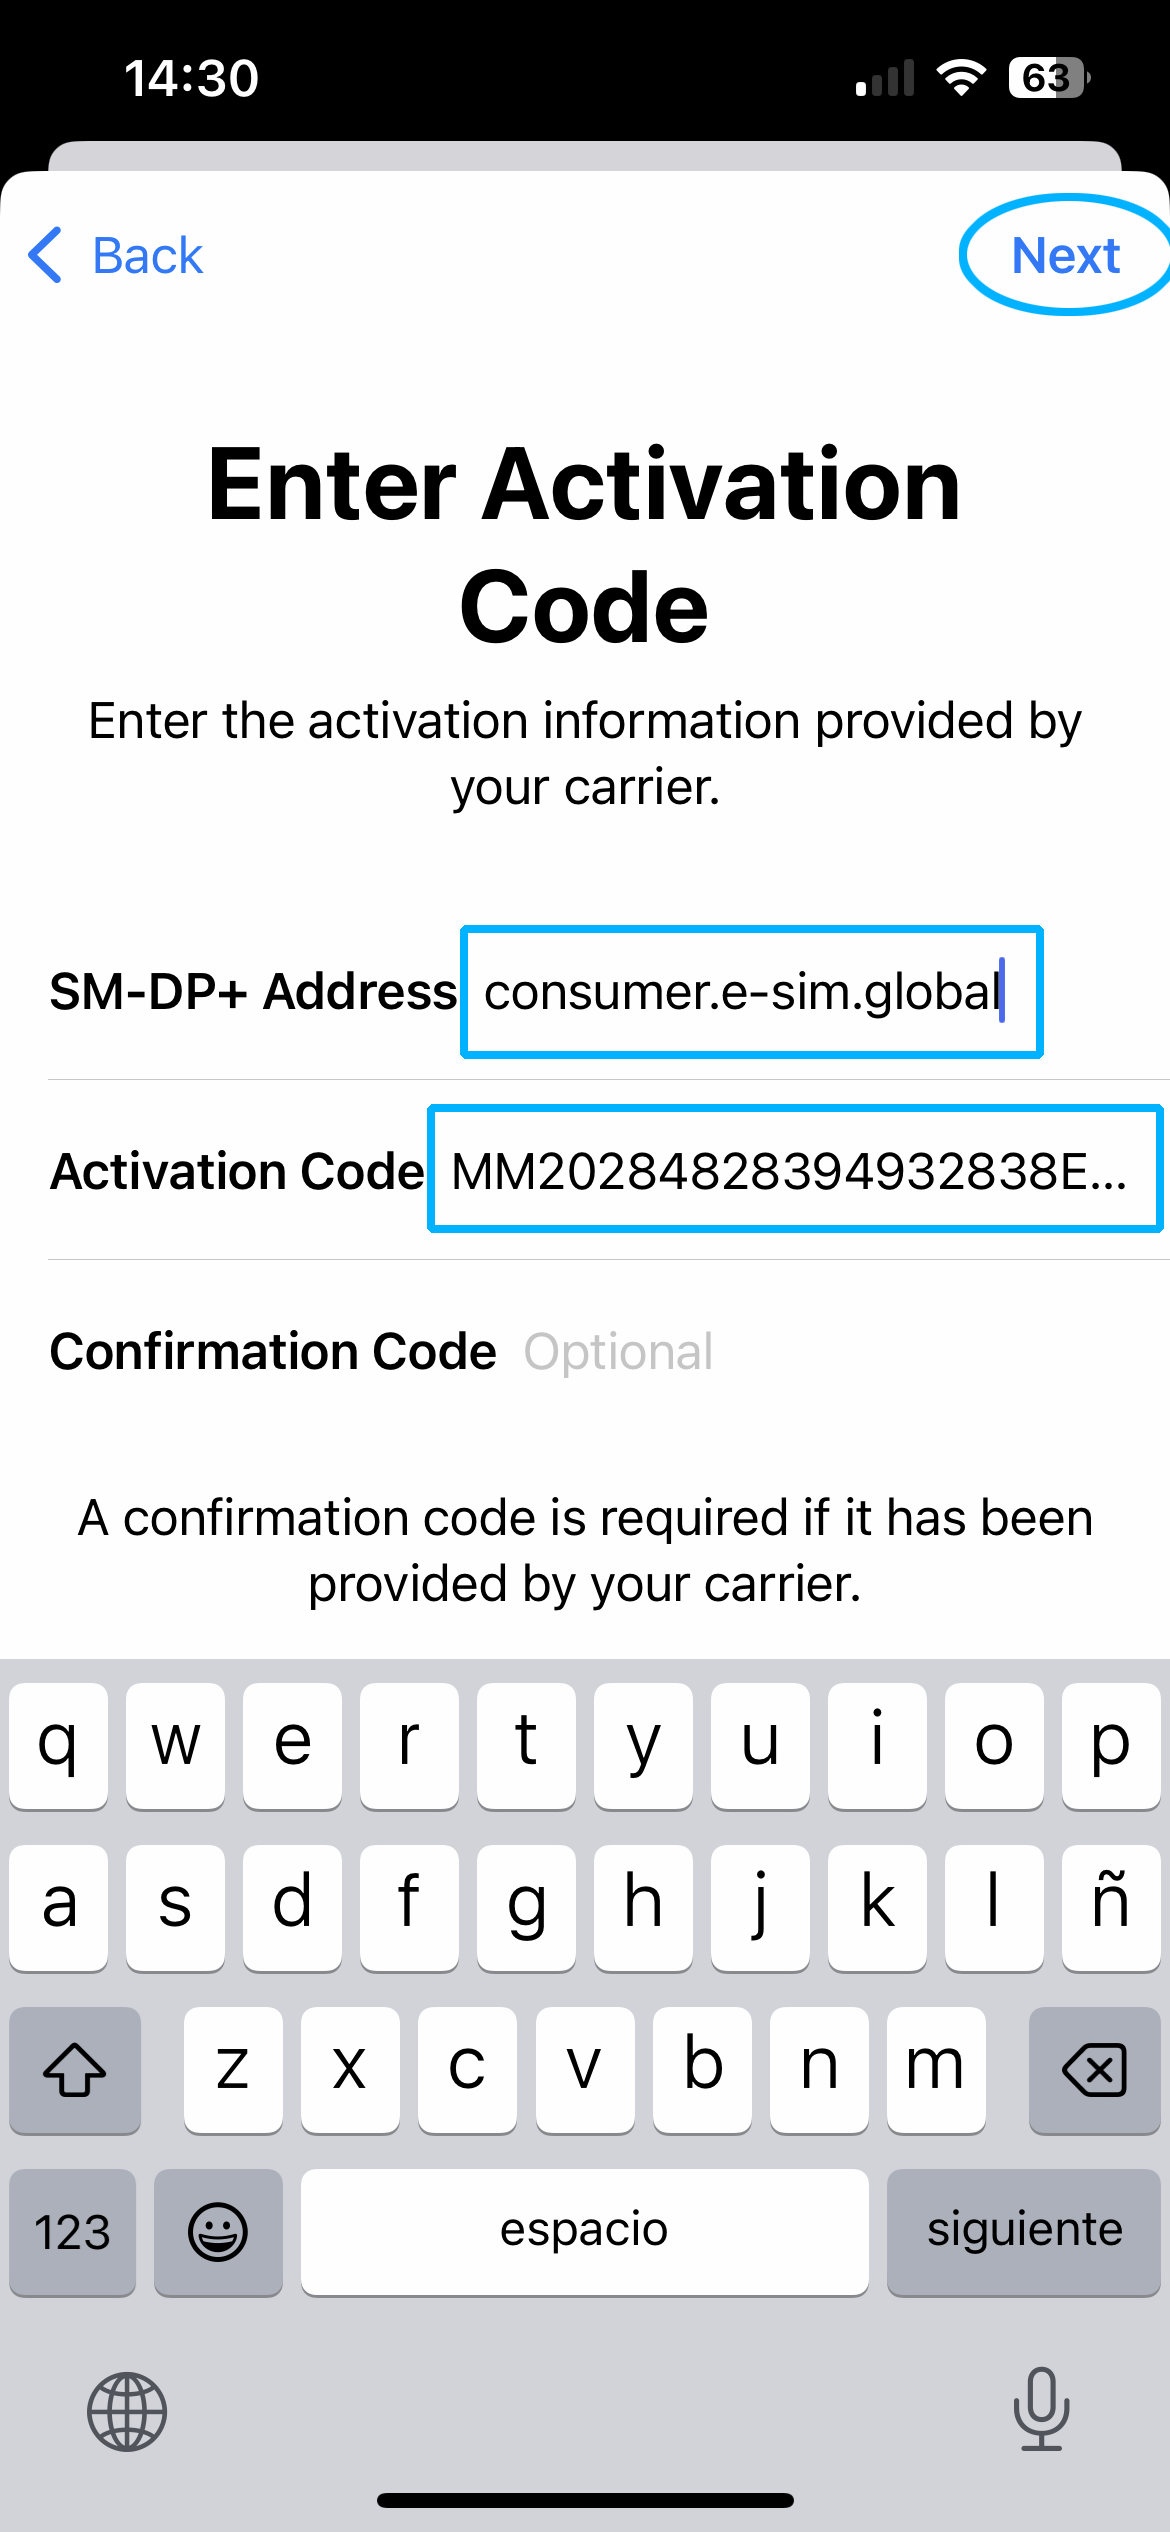 14:30
63
Back
Next
Enter Activation
Code
Enter the activation information provided by
your carrier.
SM-DP+ Address consumer.e-sim.global
Activation Code MM20284828394932838E...
Confirmation Code Optional
A confirmation code is required if it has been
provided by your carrier.
q w e r t y u i o p
a s d f g h j k l ñ
z x c v b n m
123 espacio siguiente